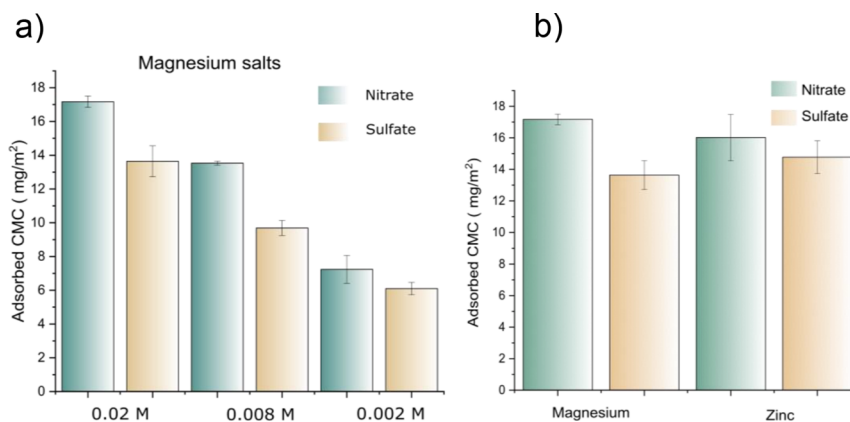 a)
Magnesium salts
Nitrate
Sulfate
Adsorbed CMC ( mg/m²)
18
16
14
12
10
8
6
4
2
0
0.02 M
0.008 M
0.002 M
b)
Nitrate
Sulfate
Adsorbed CMC ( mg/m²)
18
16
14
12
10
8
6
4
2
0
Magnesium
Zinc